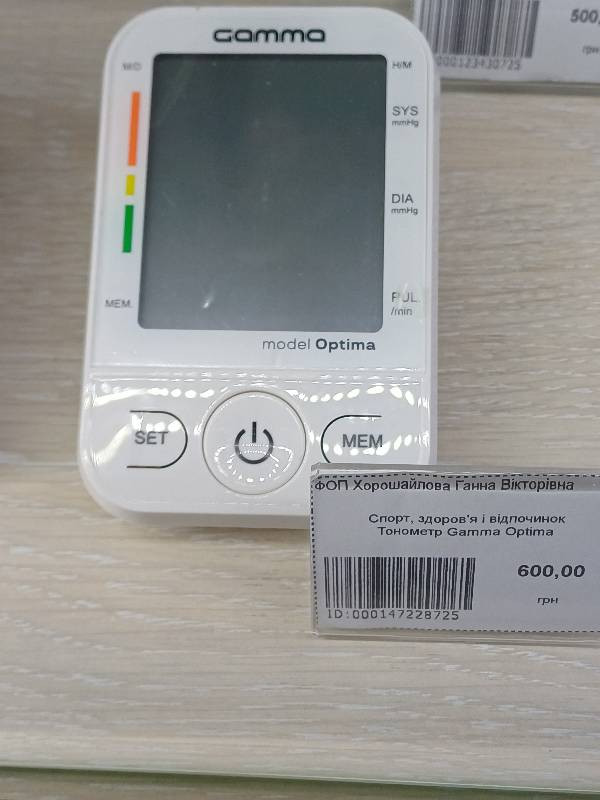 500,
грн
000123430725
Gamma
M/D
H/M
SYS
mmHg
DIA
mmHg
MEM.
PUL.
/min
model Optima
SET
MEM
ФОП Хорошайлова Ганна Вікторівна
Спорт, здоров'я і відпочинок
Тонометр Gamma Optima
600,00
грн
ID:000147228725